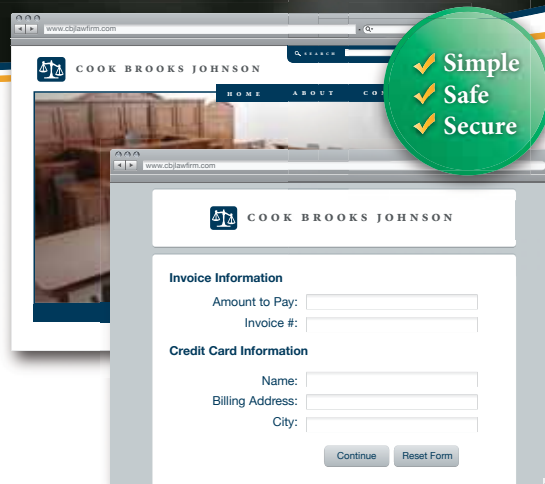 www.cbjlawfirm.com
SEARCH
COOK BROOKS JOHNSON
HOME ABOUT
Simple
Safe
Secure
www.cbjlawfirm.com
COOK BROOKS JOHNSON
Invoice Information
Amount to Pay:
Invoice #:
Credit Card Information
Name:
Billing Address:
City:
Continue Reset Form